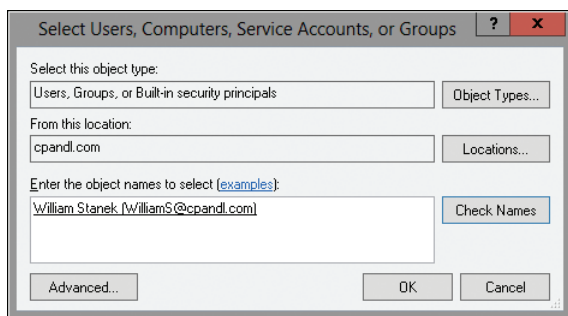 Select Users, Computers, Service Accounts, or Groups ? x
Select this object type:
Users, Groups, or Built-in security principals Object Types...
From this location:
cpandl.com Locations...
Enter the object names to select (examples):
William Stanek (WilliamS@cpandl.com) Check Names
Advanced... OK Cancel